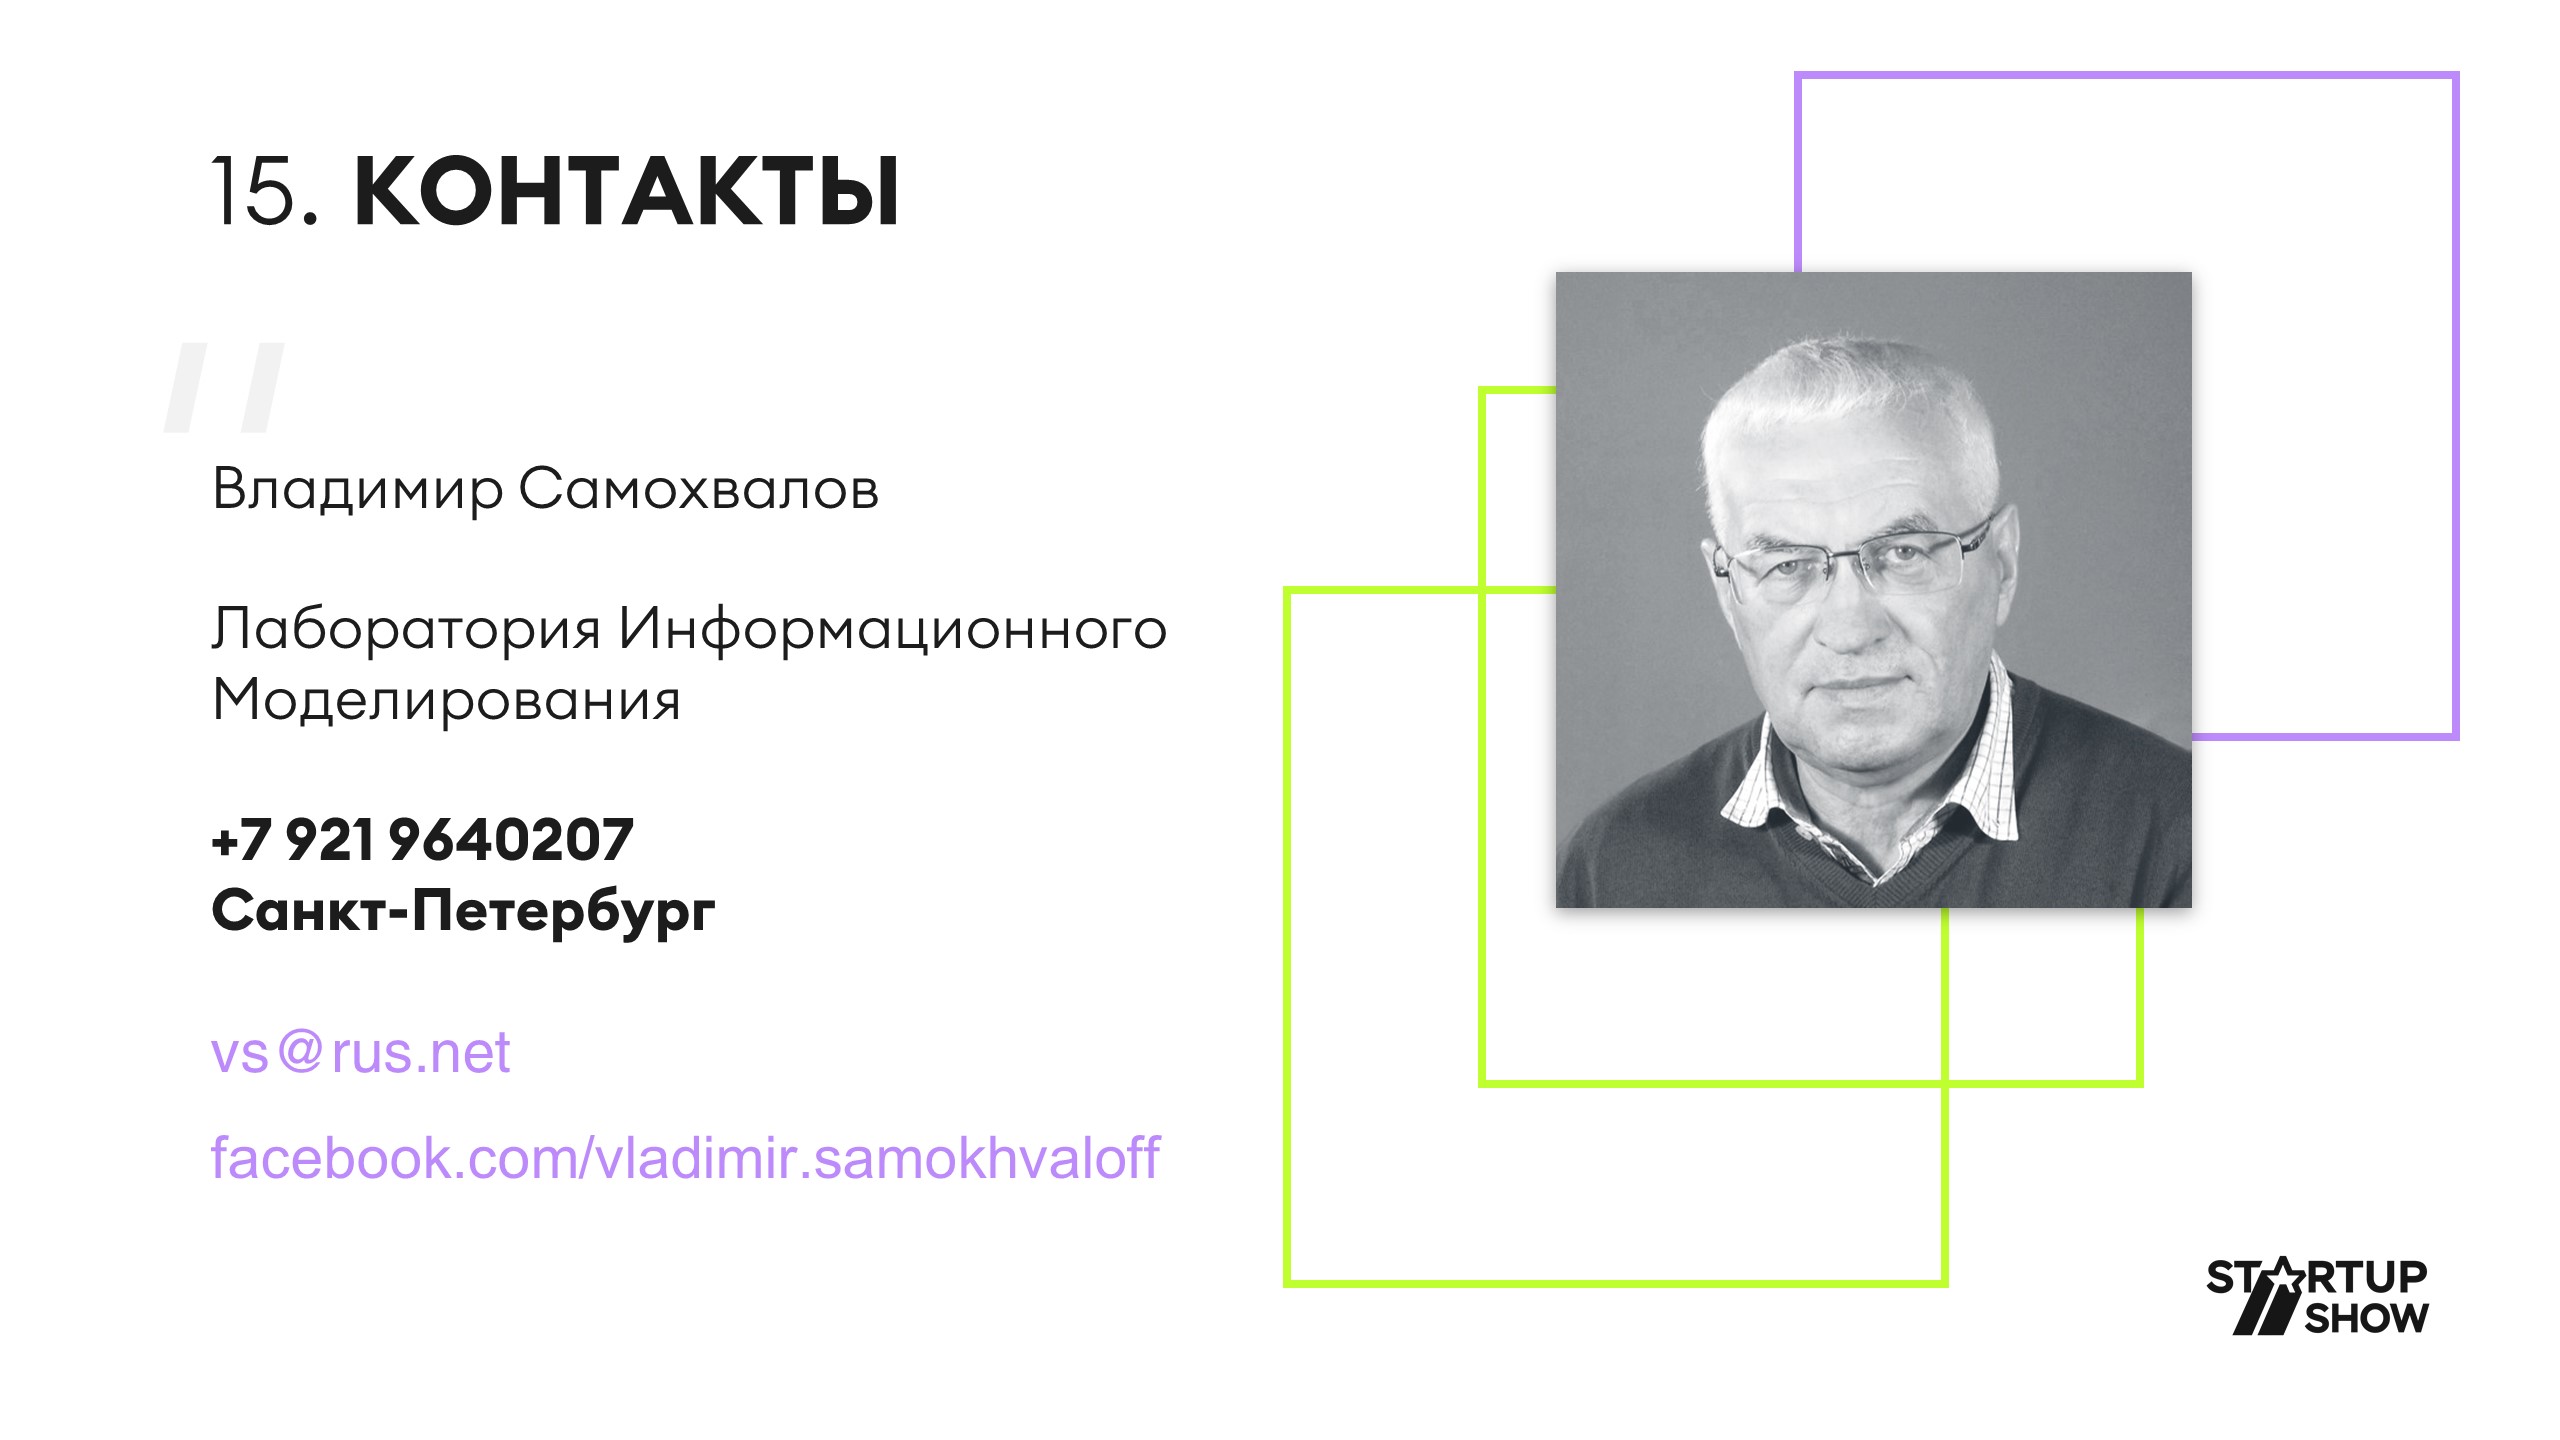 15. КОНТАКТЫ
Владимир Самохвалов
Лаборатория Информационного
Моделирования
+7 921 9640207
Санкт-Петербург
vs@rus.net
facebook.com/vladimir.samokhvaloff
STARTUP
SHOW